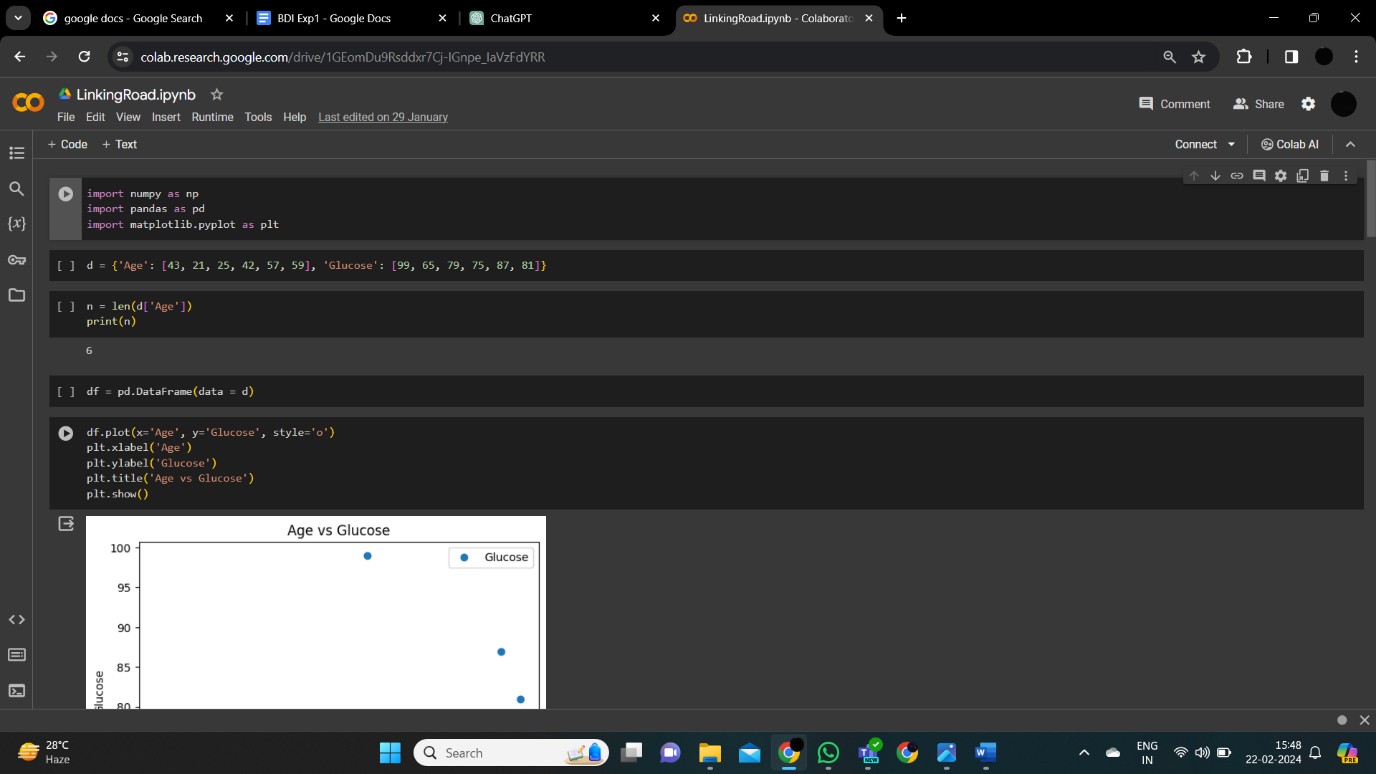 google docs - Google Search
BDI Exp1 - Google Docs
ChatGPT
LinkingRoad.ipynb - Colaborato
colab.research.google.com/drive/1GEomDu9Rsddxr7Cj-IGnpe_IaVzFdYRR
LinkingRoad.ipynb
Comment
Share
File Edit View Insert Runtime Tools Help Last edited on 29 January
+ Code + Text
Connect
Colab AI
import numpy as np
import pandas as pd
import matplotlib.pyplot as plt
[ ] d = {'Age': [43, 21, 25, 42, 57, 59], 'Glucose': [99, 65, 79, 75, 87, 81]}
[ ] n = len(d['Age'])
print(n)
6
[ ] df = pd.DataFrame(data = d)
df.plot(x='Age', y='Glucose', style='o')
plt.xlabel('Age')
plt.ylabel('Glucose')
plt.title('Age vs Glucose')
plt.show()
Age vs Glucose
100
Glucose
95
90
85
80
Glucose
28°C
Haze
Search
NEW
W
ENG
IN
15:48
22-02-2024
PRE